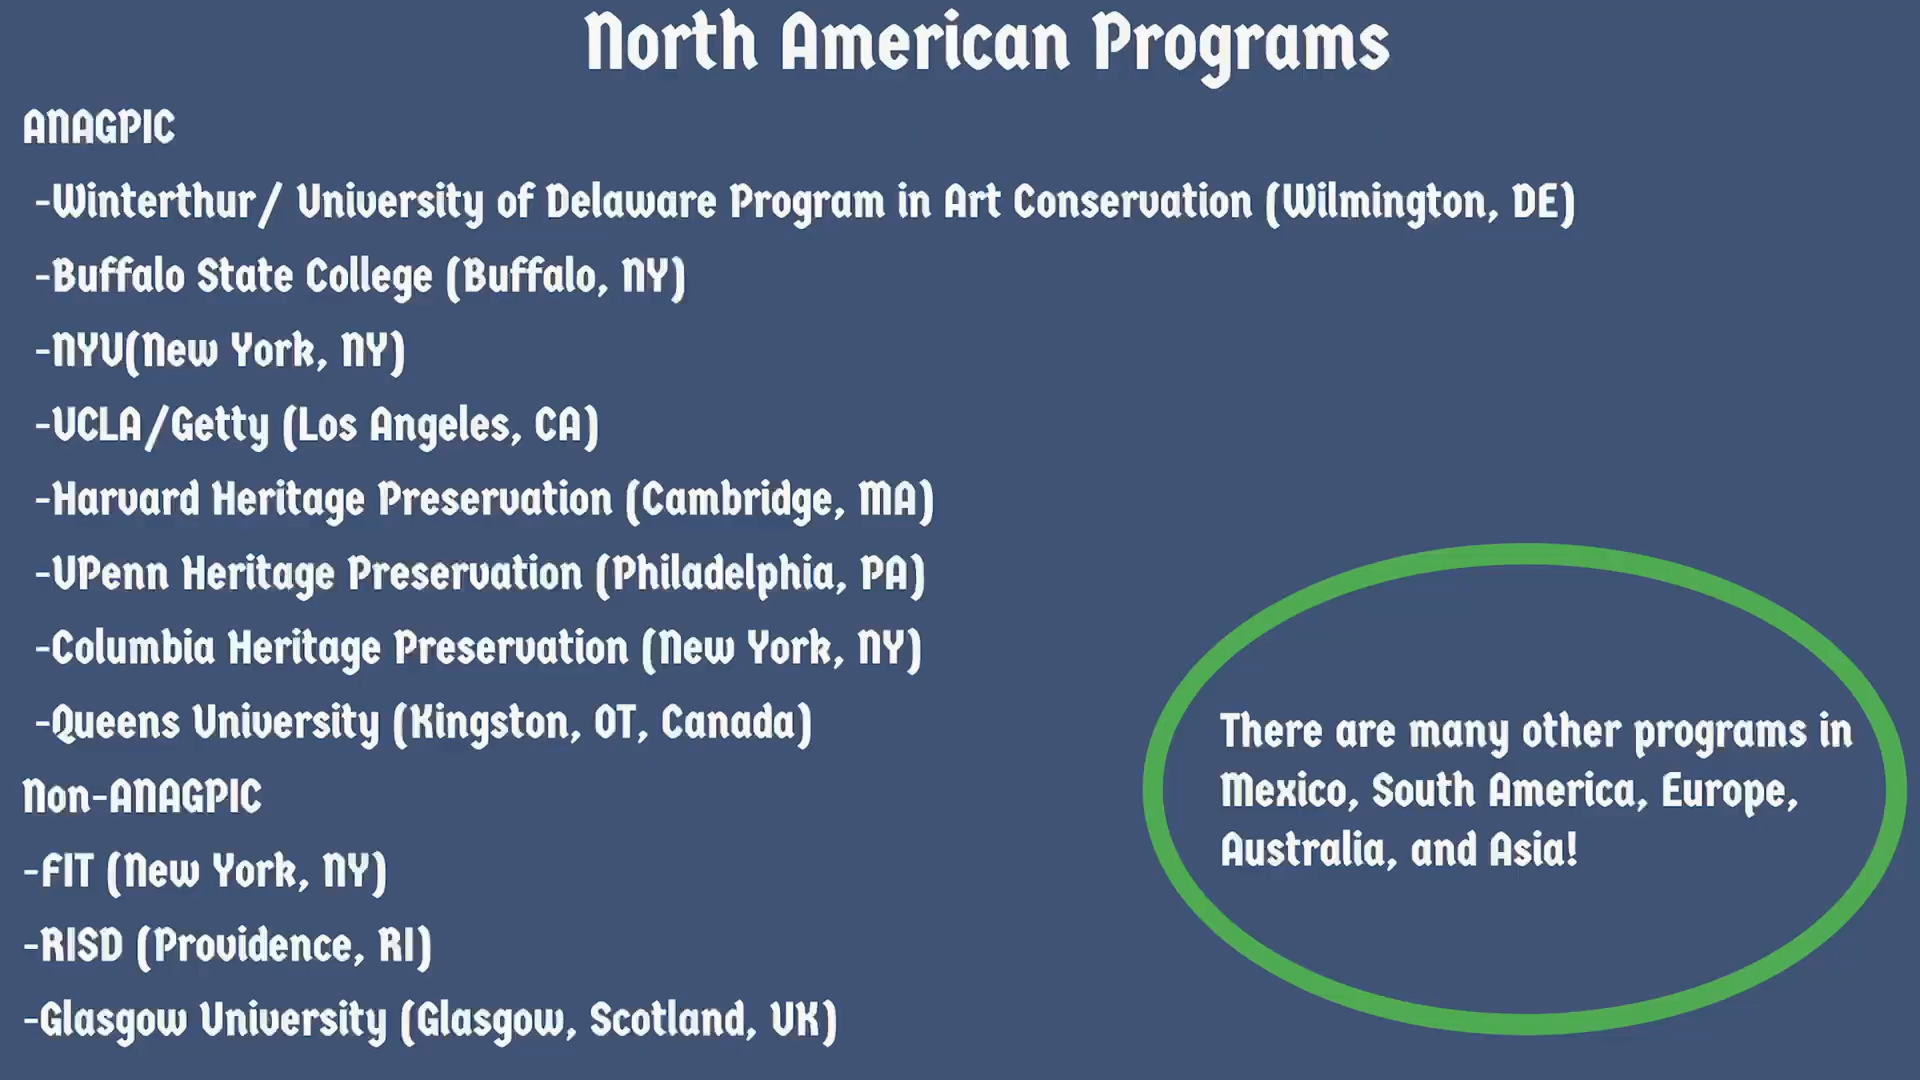 North American Programs
ANAGPIC
-Winterthur/ University of Delaware Program in Art Conservation (Wilmington, DE)
-Buffalo State College (Buffalo, NY)
-NYU(New York, NY)
-UCLA/Getty (Los Angeles, CA)
-Harvard Heritage Preservation (Cambridge, MA)
-UPenn Heritage Preservation (Philadelphia, PA)
-Columbia Heritage Preservation (New York, NY)
-Queens University (Kingston, OT, Canada)
Non-ANAGPIC
-FIT (New York, NY)
-RISD (Providence, RI)
-Glasgow University (Glasgow, Scotland, UK)
There are many other programs in
Mexico, South America, Europe,
Australia, and Asia!